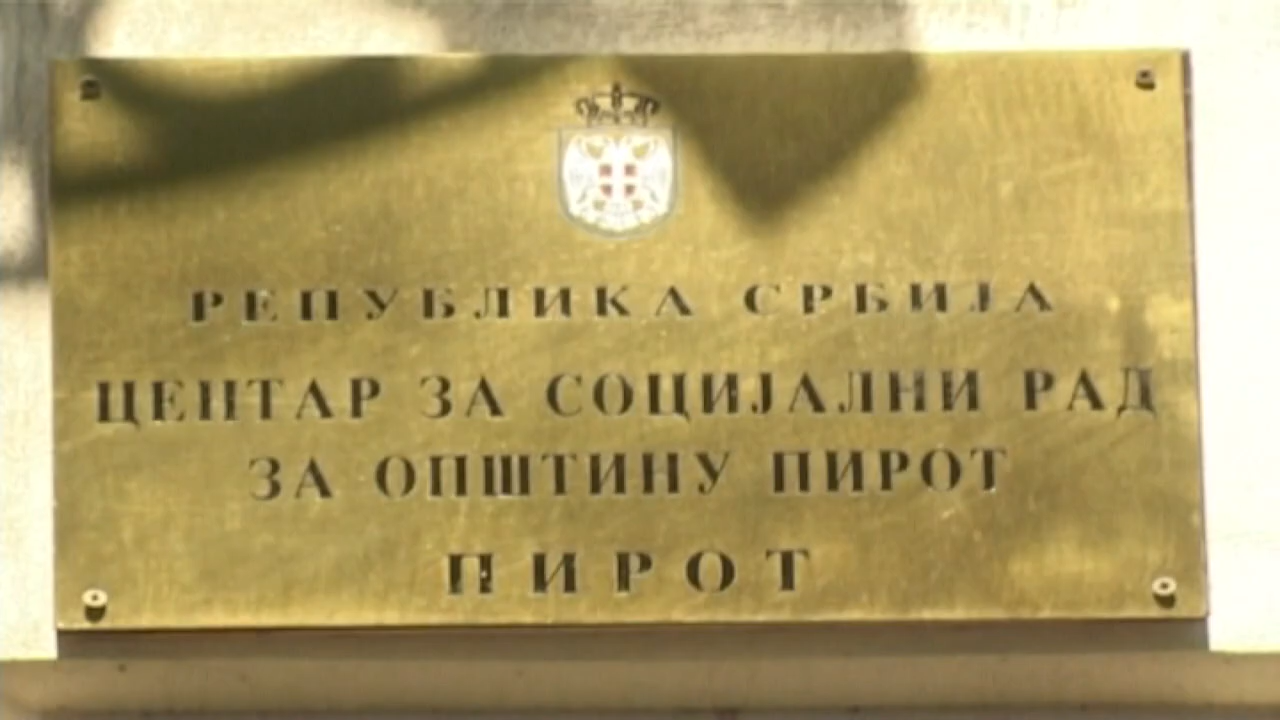 РЕПУБЛИКА СРБИЈА
ЦЕНТАР ЗА СОЦИЈАЛНИ РАД
ЗА ОПШТИНУ ПИРОТ
ПИРОТ